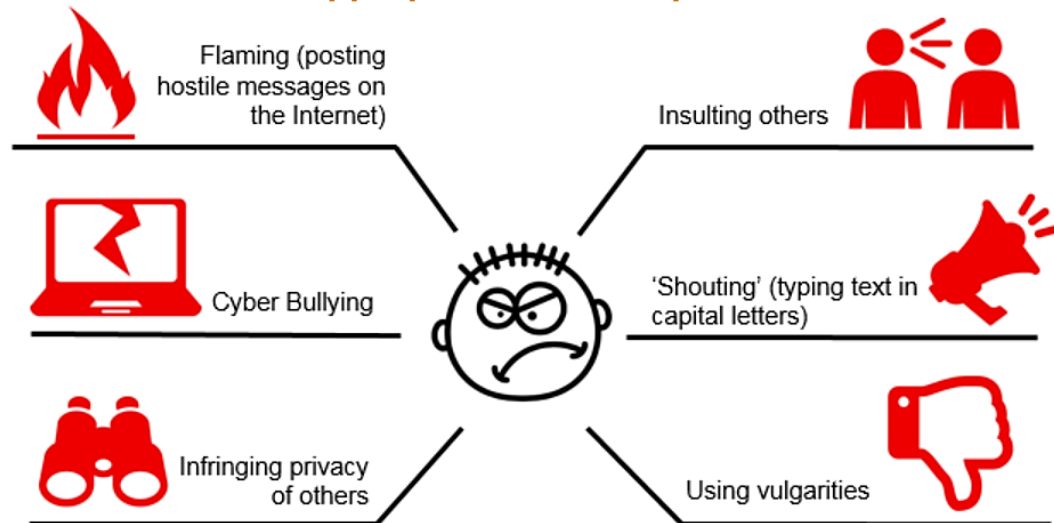 Flaming (posting
hostile messages on
the Internet)
Insulting others
Cyber Bullying
‘Shouting’ (typing text in
capital letters)
Infringing privacy
of others
Using vulgarities